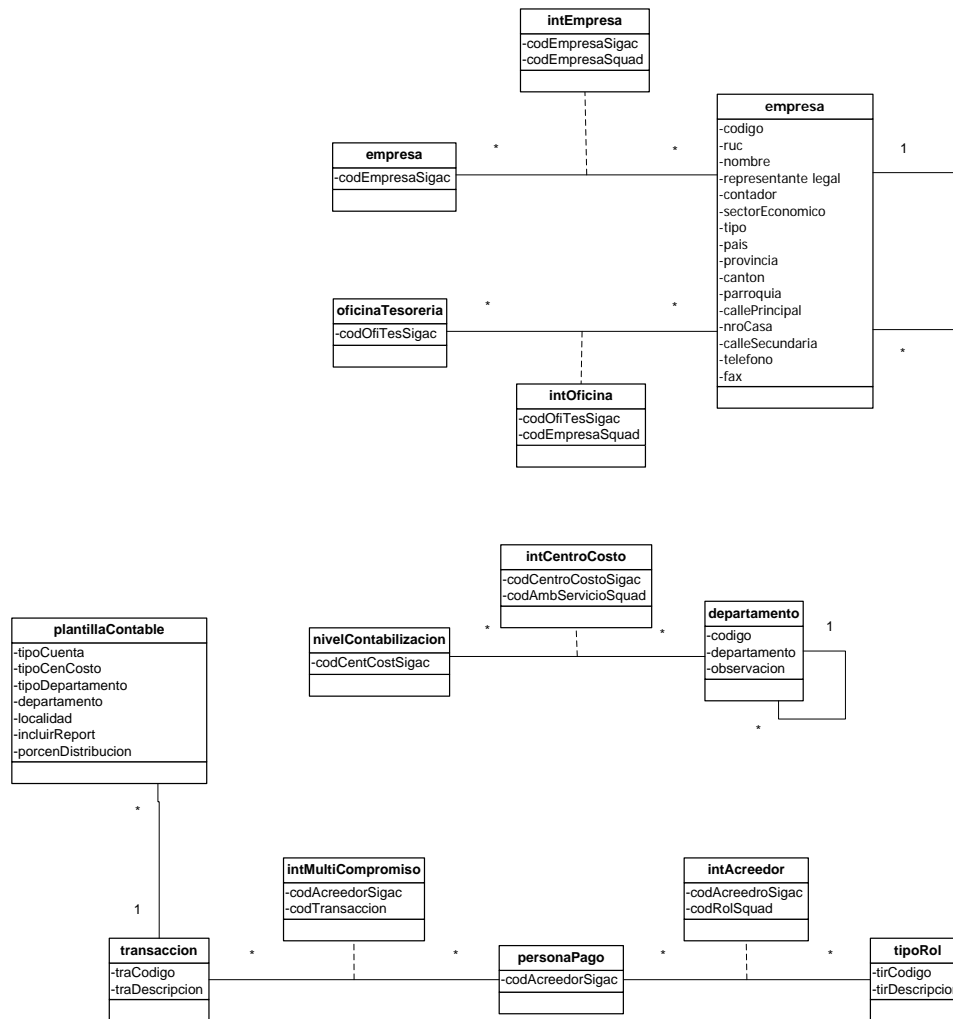 intEmpresa
-codEmpresaSigac
-codEmpresaSquad
empresa
-codigo
-ruc
-nombre
-representante legal
-contador
-sectorEconomico
-tipo
-pais
-provincia
-canton
-parroquia
-callePrincipal
-nroCasa
-calleSecundaria
-telefono
-fax
1
*
empresa
-codEmpresaSigac
*
*
oficinaTesoreria
-codOfiTesSigac
*
*
intOficina
-codOfiTesSigac
-codEmpresaSquad
intCentroCosto
-codCentroCostoSigac
-codAmbServicioSquad
nivelContabilizacion
-codCentCostSigac
*
*
departamento
-codigo
-departamento
-observacion
1
*
plantillaContable
-tipoCuenta
-tipoCenCosto
-tipoDepartamento
-departamento
-localidad
-incluirReport
-porcenDistribucion
*
1
intMultiCompromiso
-codAcreedorSigac
-codTransaccion
intAcreedor
-codAcreedroSigac
-codRolSquad
transaccion
-traCodigo
-traDescripcion
*
*
personaPago
-codAcreedorSigac
*
*
tipoRol
-tirCodigo
-tirDescripcion